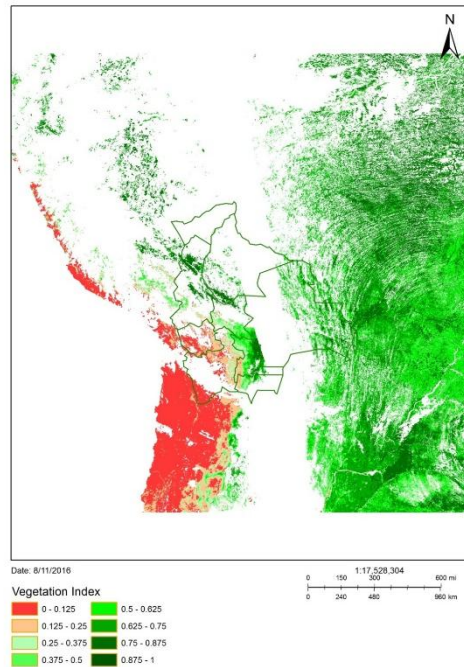 N
Date: 8/11/2016
1:17,528,304
0 150 300 600 mi
0 240 480 960 km
Vegetation Index
0 - 0.125
0.125 - 0.25
0.25 - 0.375
0.375 - 0.5
0.5 - 0.625
0.625 - 0.75
0.75 - 0.875
0.875 - 1